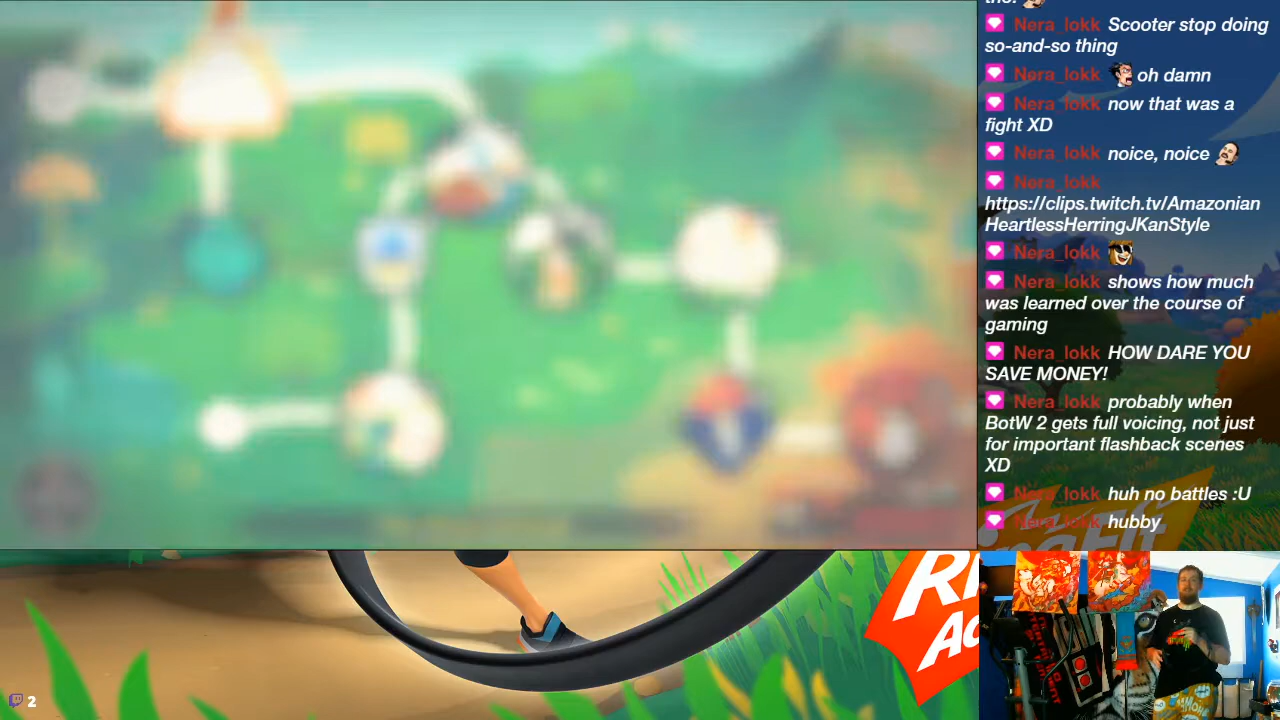 Nera_lokk Scooter stop doing
so-and-so thing
Nera_lokk oh damn
Nera_lokk now that was a
fight XD
Nera_lokk noice, noice
Nera_lokk
https://clips.twitch.tv/Amazonian
HeartlessHerringJKanStyle
Nera_lokk
Nera_lokk shows how much
was learned over the course of
gaming
Nera_lokk HOW DARE YOU
SAVE MONEY!
Nera_lokk probably when
BotW 2 gets full voicing, not just
for important flashback scenes
XD
Nera_lokk huh no battles :U
Nera_lokk hubby
2